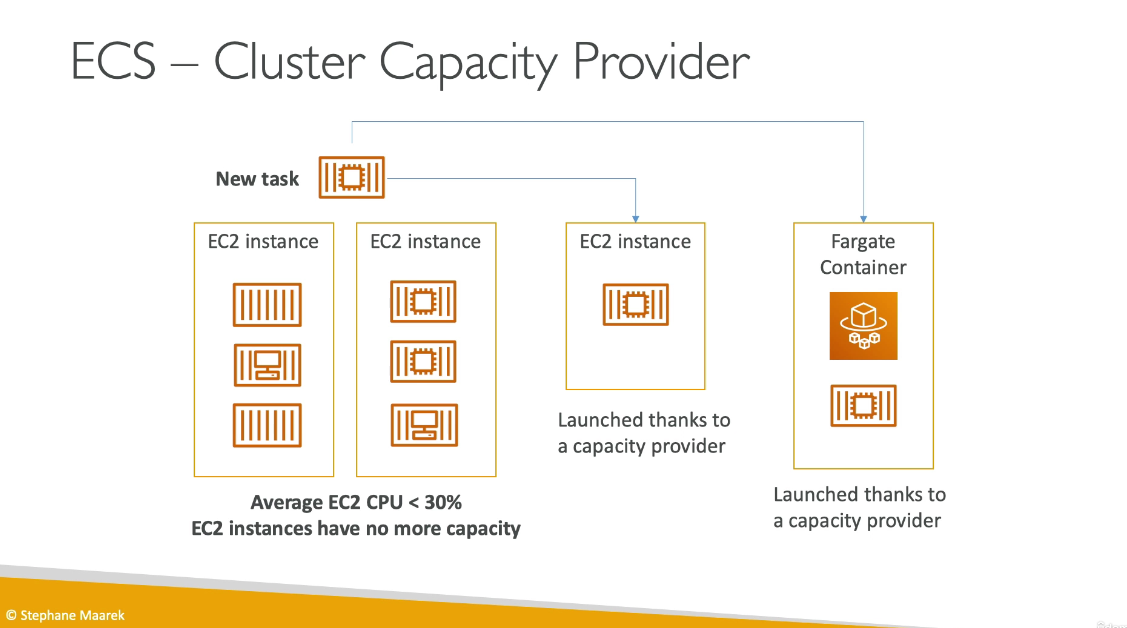 ECS – Cluster Capacity Provider
New task
EC2 instance
EC2 instance
EC2 instance
Fargate
Container
Launched thanks to
a capacity provider
Average EC2 CPU < 30%
EC2 instances have no more capacity
Launched thanks to
a capacity provider
© Stephane Maarek